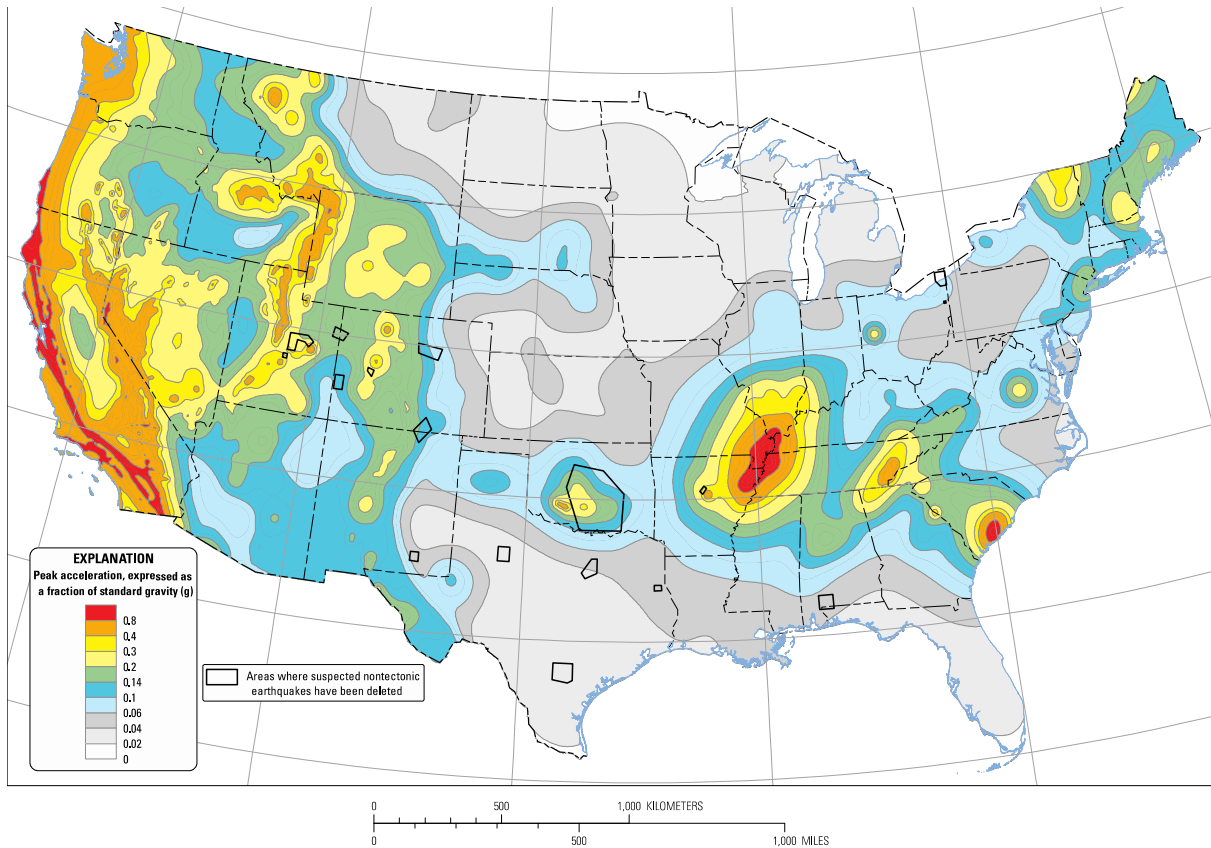 EXPLANATION
Peak acceleration, expressed as
a fraction of standard gravity (g)
0.8
0.4
0.3
0.2
0.14
0.1
0.06
0.04
0.02
0
Areas where suspected nontectonic
earthquakes have been deleted
0 500 1,000 KILOMETERS
0 500 1,000 MILES